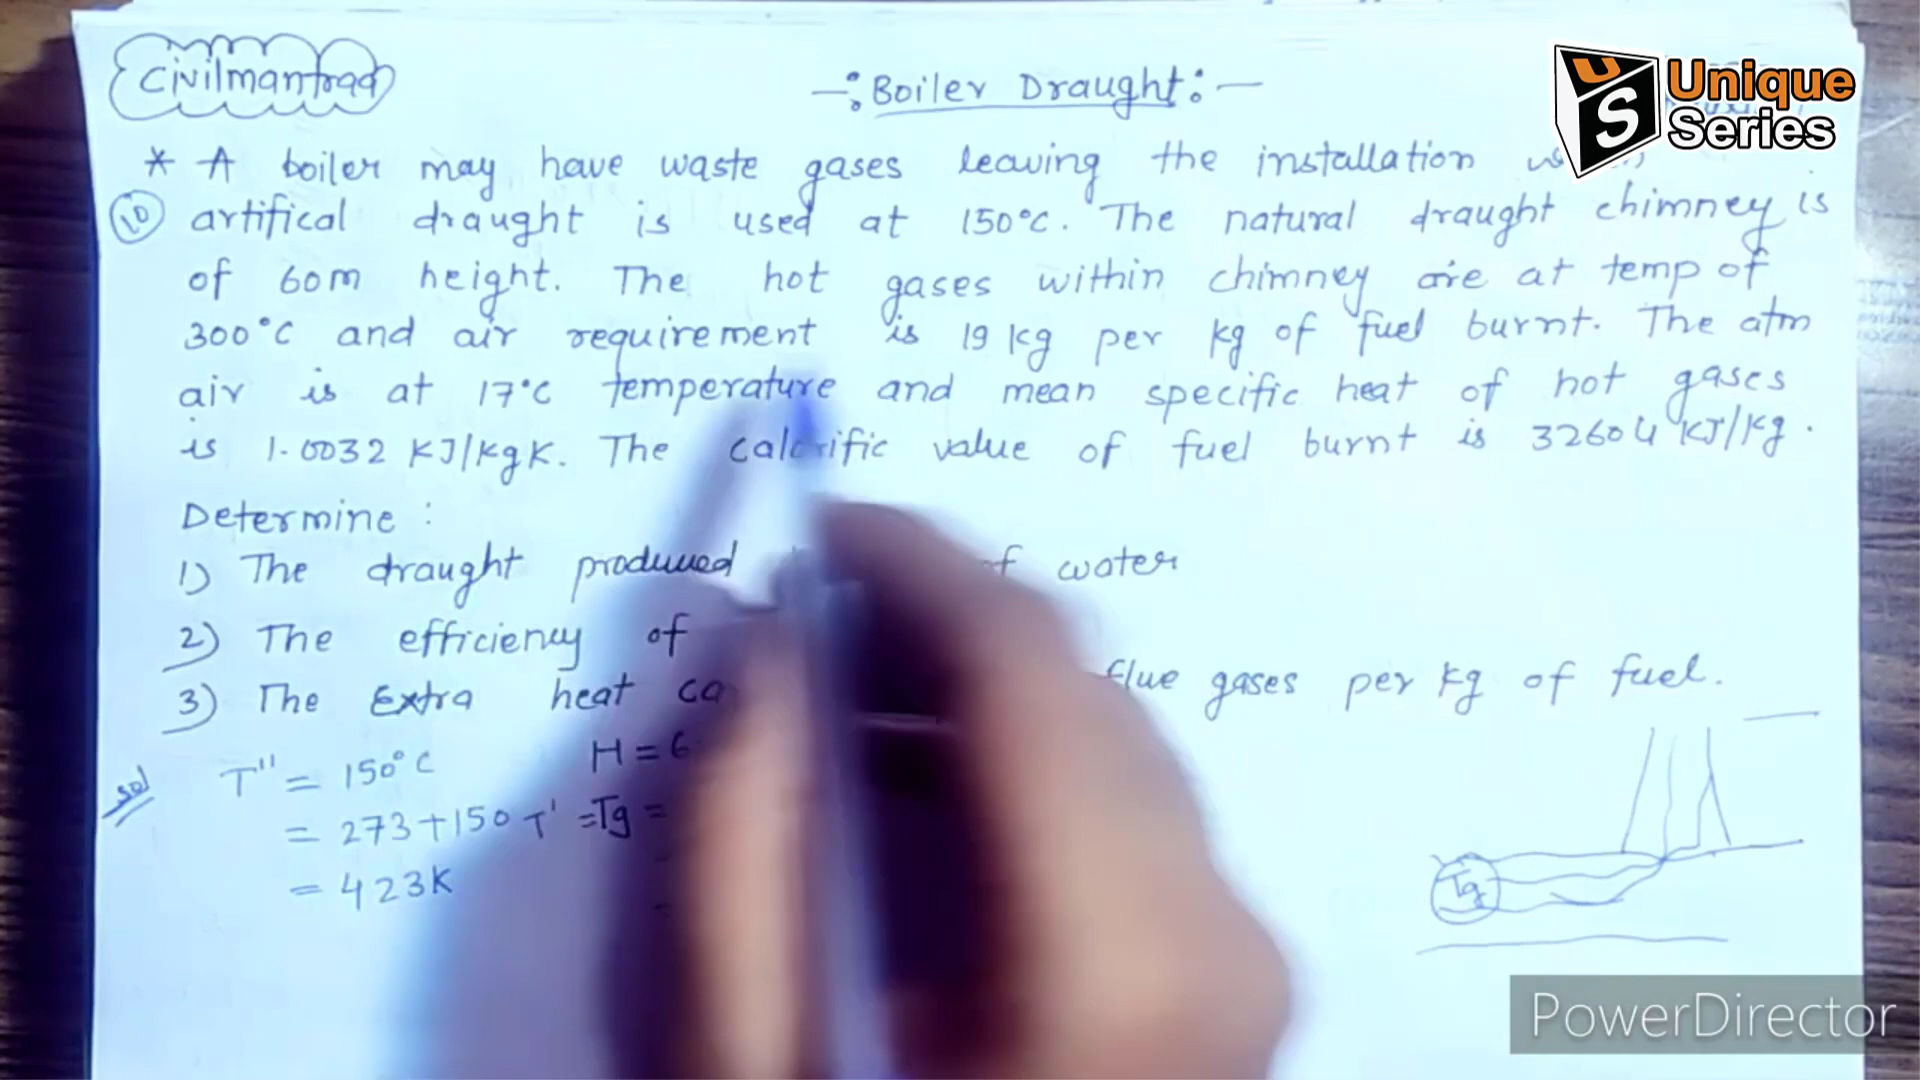 Civilmantraa
-: Boiler Draught :-
Unique
Series
US
* A boiler may have waste gases leaving the installation
10 artifical draught is used at 150°C. The natural draught chimney is
of 60m height. The hot gases within chimney are at temp of
300°C and air requirement is 19 kg per kg of fuel burnt. The atm
air is at 17°C temperature and mean specific heat of hot gases
is 1.0032 KJ/kgK. The calorific value of fuel burnt is 32604 KJ/kg.
Determine :
1) The draught produced of water
2) The efficiency of
3) The Extra heat flue gases per kg of fuel.
Sol T" = 150°C H =
= 273+150 T' = Tg =
= 423K
Tg
PowerDirector